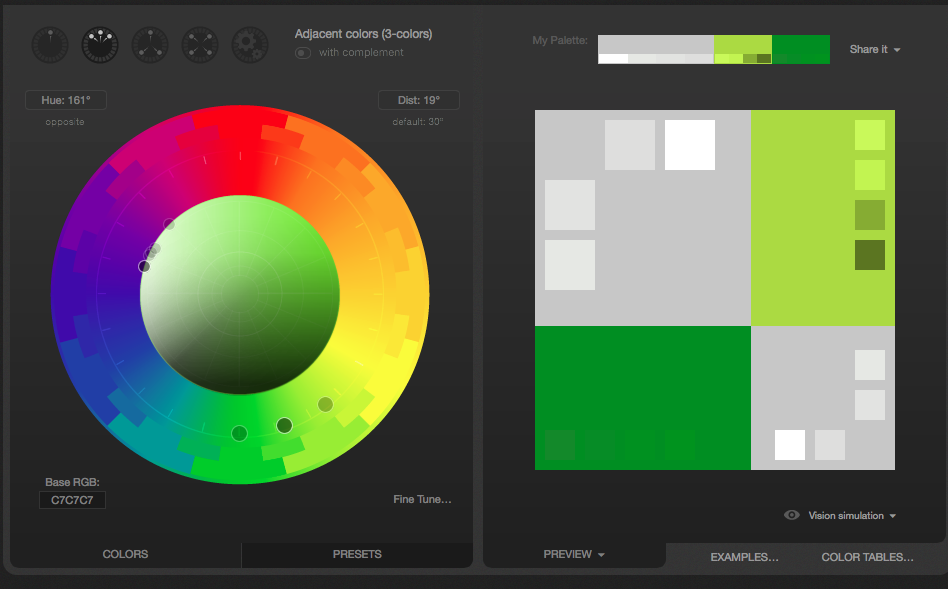 Adjacent colors (3-colors)
with complement
Hue: 161°
opposite
Dist: 19°
default: 30°
Base RGB:
C7C7C7
Fine Tune...
COLORS
PRESETS
My Palette:
Share it
Vision simulation
PREVIEW
EXAMPLES...
COLOR TABLES...